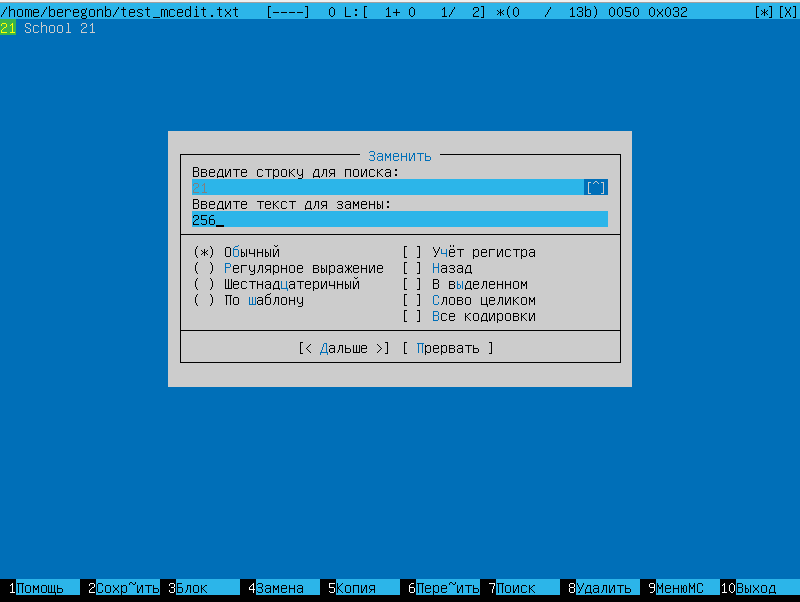 /home/beregonb/test_mcedit.txt [----] 0 L:[ 1+ 0 1/ 2] *(0 / 13b) 0050 0x032 [*][X]
21 School 21
Заменить
Введите строку для поиска:
21 [^]
Введите текст для замены:
256_
(*) Обычный [ ] Учёт регистра
( ) Регулярное выражение [ ] Назад
( ) Шестнадцатеричный [ ] В выделенном
( ) По шаблону [ ] Слово целиком
[ ] Все кодировки
[< Дальше >] [ Прервать ]
1Помощь 2Сохр~ить 3Блок 4Замена 5Копия 6Пере~ить 7Поиск 8Удалить 9МенюMC 10Выход